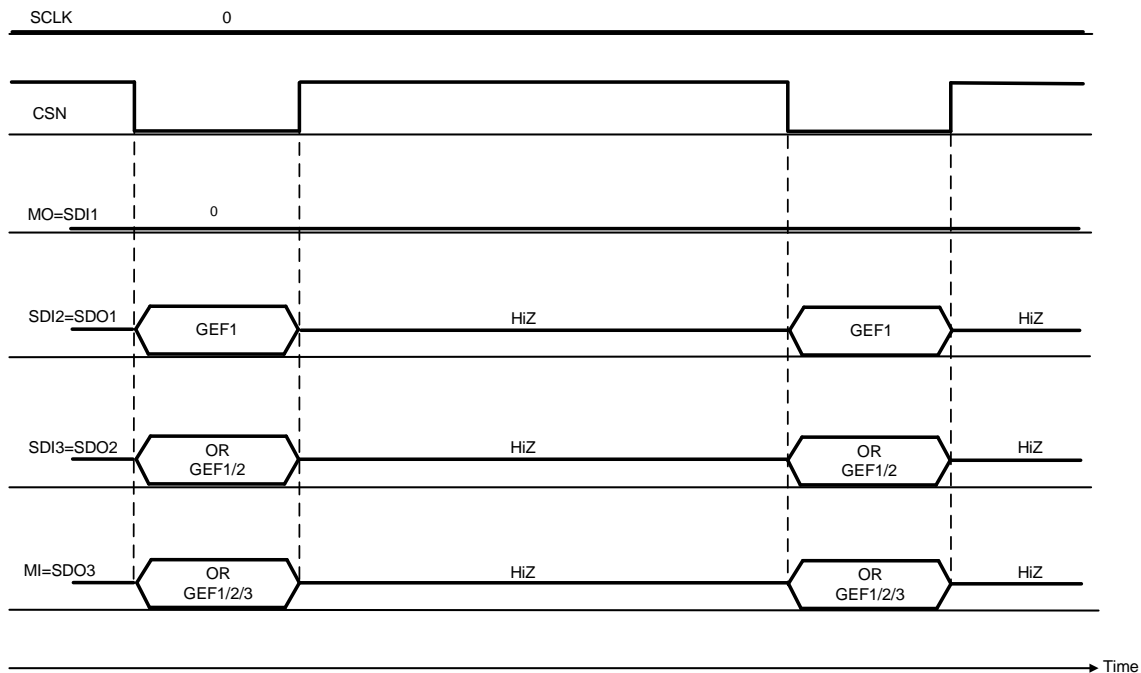 SCLK 0
CSN
MO=SDI1 0
SDI2=SDO1 GEF1 HiZ GEF1 HiZ
SDI3=SDO2 OR HiZ OR HiZ
GEF1/2 GEF1/2
MI=SDO3 OR HiZ OR HiZ
GEF1/2/3 GEF1/2/3
Time